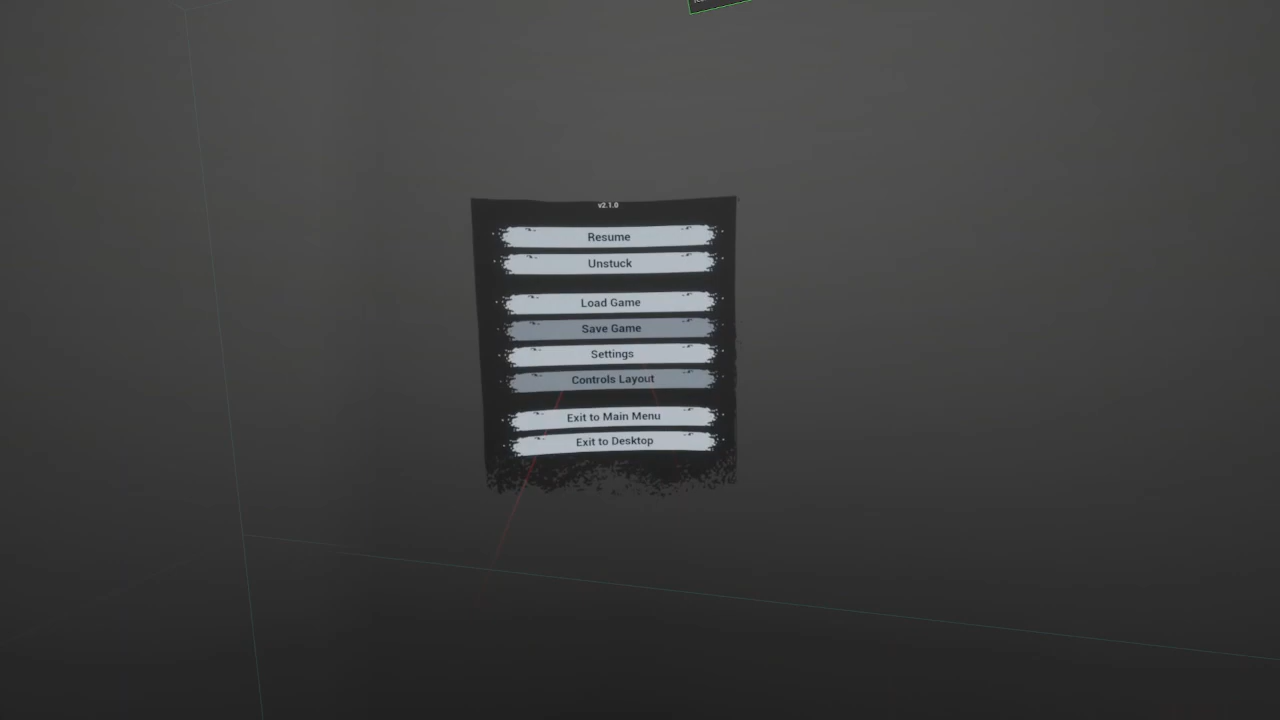 v2.1.0
Resume
Unstuck
Load Game
Save Game
Settings
Controls Layout
Exit to Main Menu
Exit to Desktop